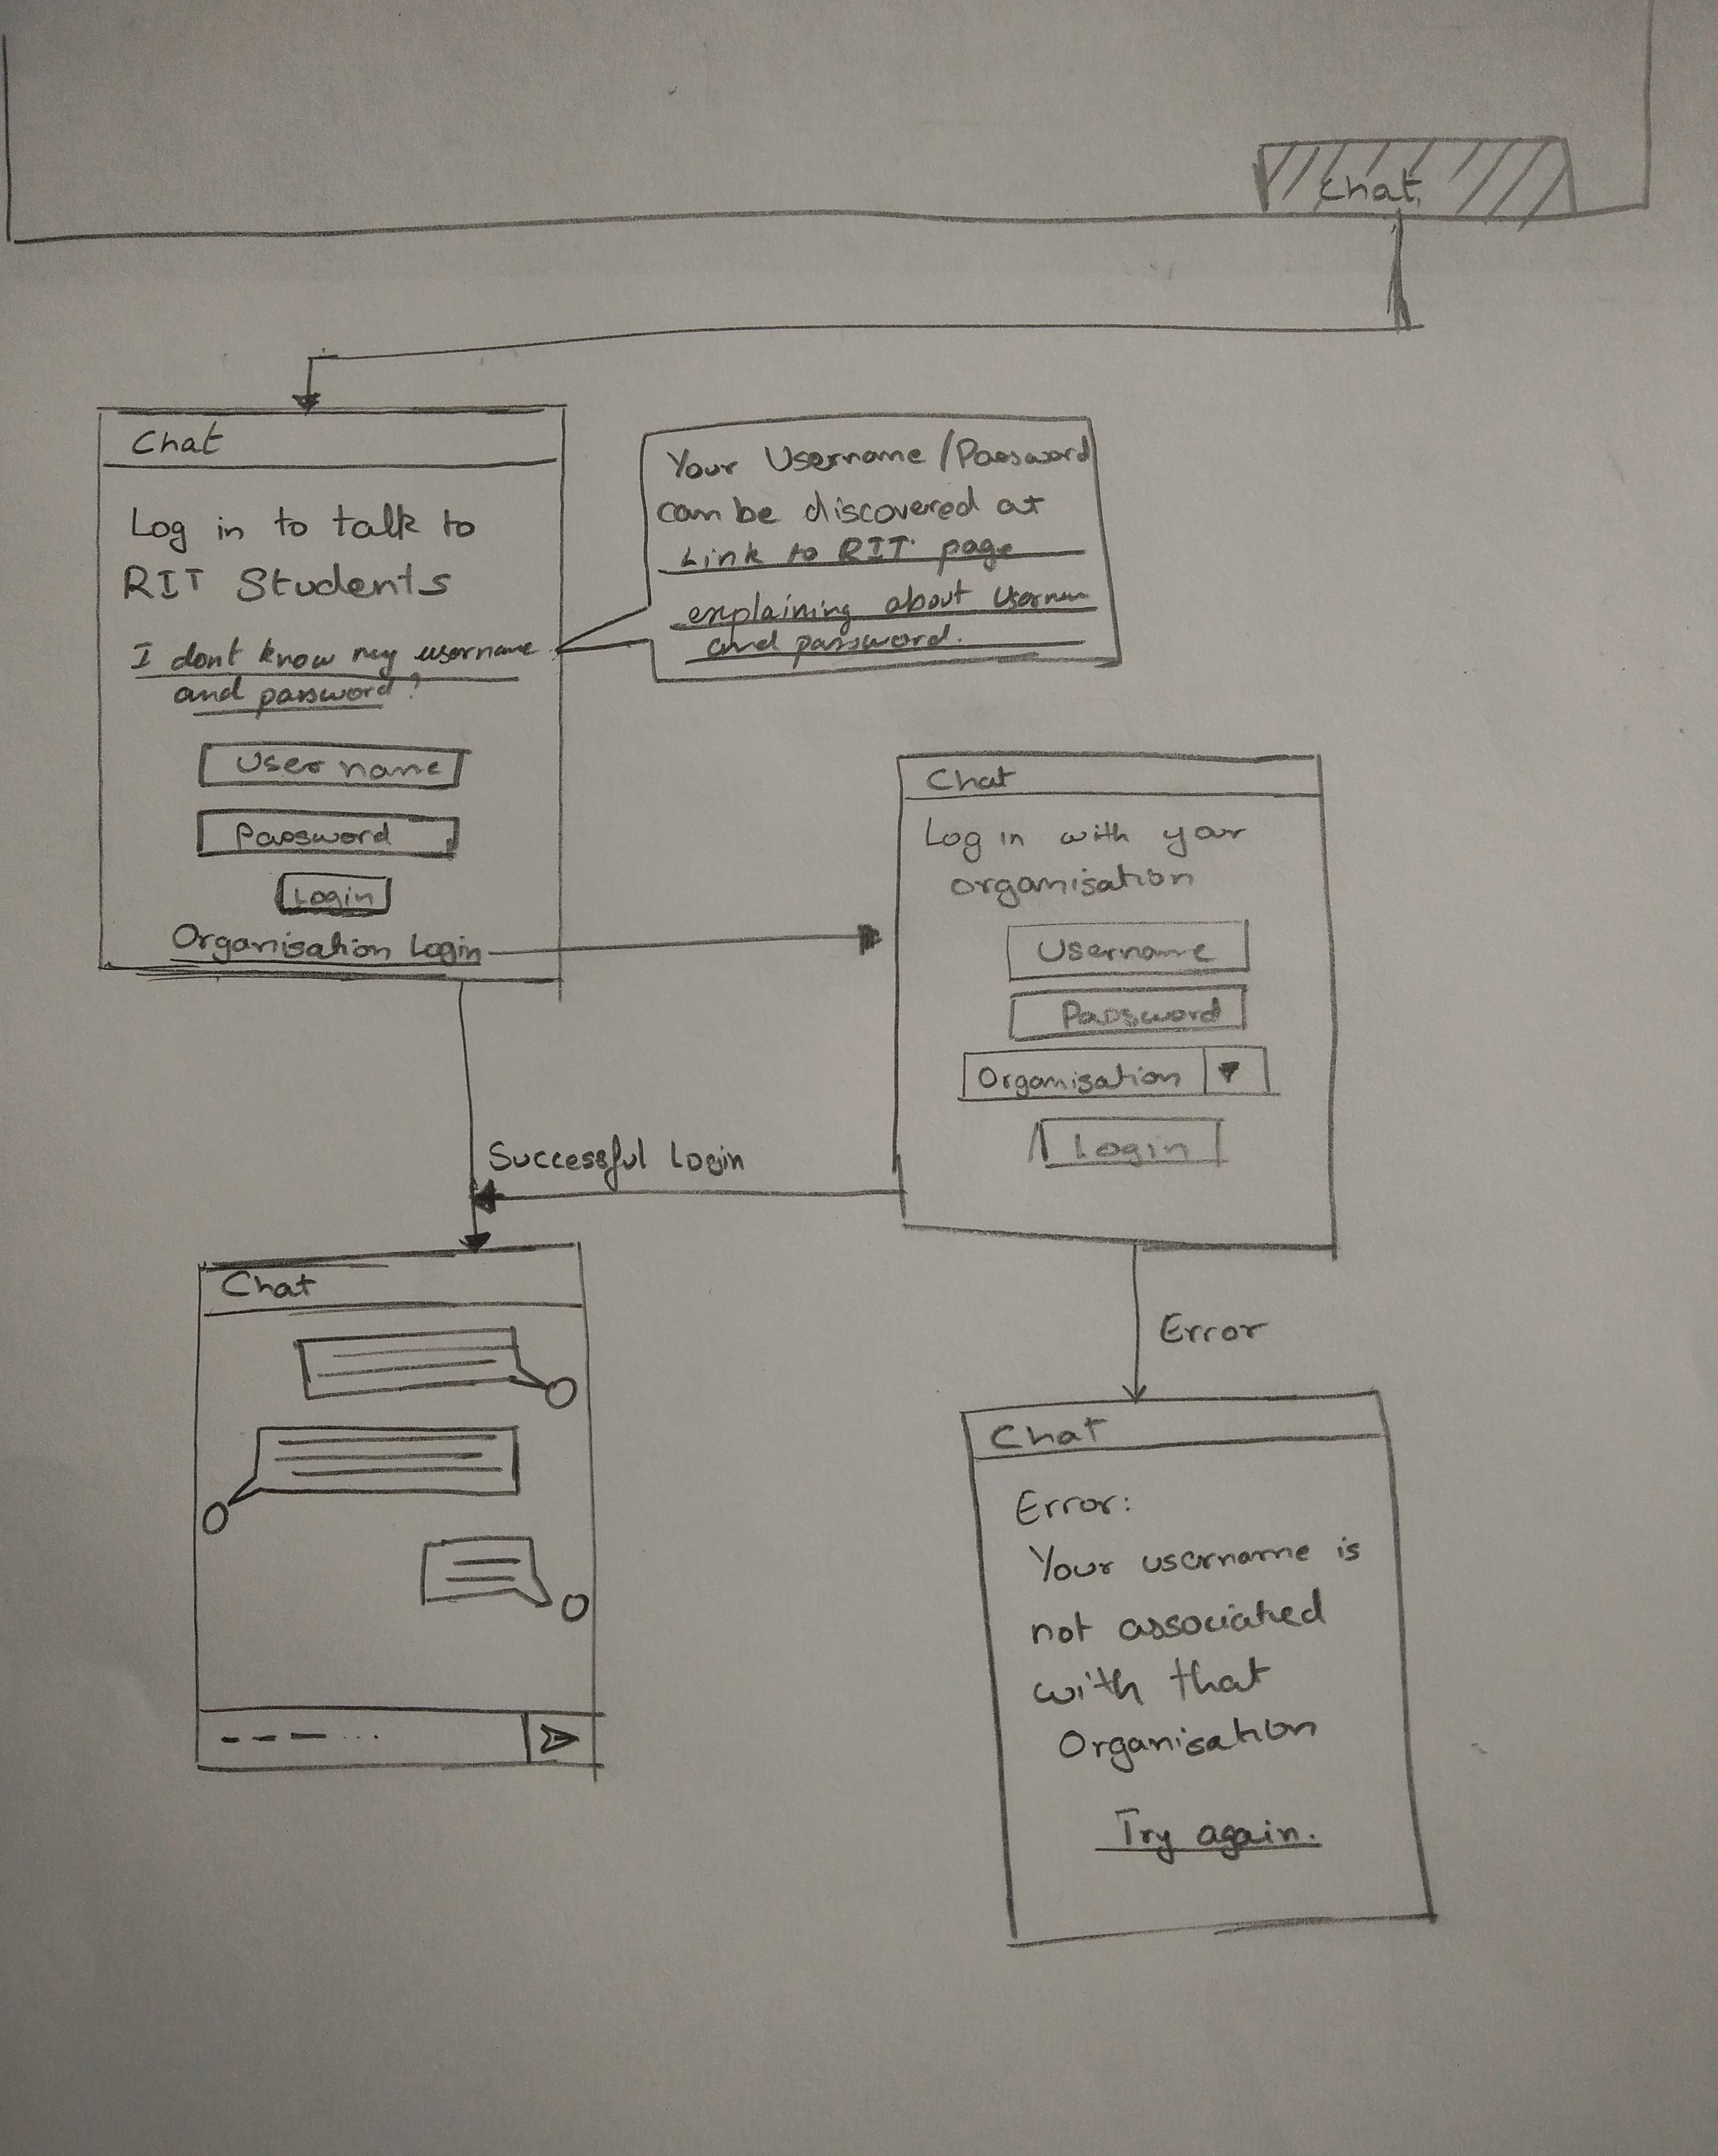 Chat
Chat
Log in to talk to
RIT Students
I dont know my username
and password?
User name
Password
Login
Organisation Login
Your Username/Password
can be discovered at
Link to RIT page
explaining about
and password.
Chat
Log in with your
organisation
Username
Password
Organisation
Login
Successful Login
Error
Chat
Chat
Error:
Your username is
not associated
with that
Organisation
Try again.